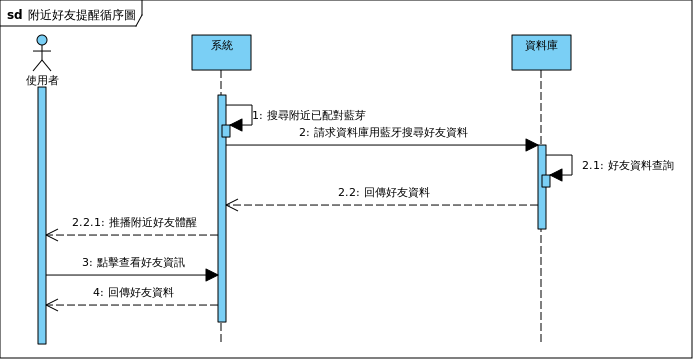 sd 附近好友提醒循序圖
系統
資料庫
使用者
1: 搜尋附近已配對藍芽
2: 請求資料庫用藍牙搜尋好友資料
2.1: 好友資料查詢
2.2: 回傳好友資料
2.2.1: 推播附近好友體醒
3: 點擊查看好友資訊
4: 回傳好友資料